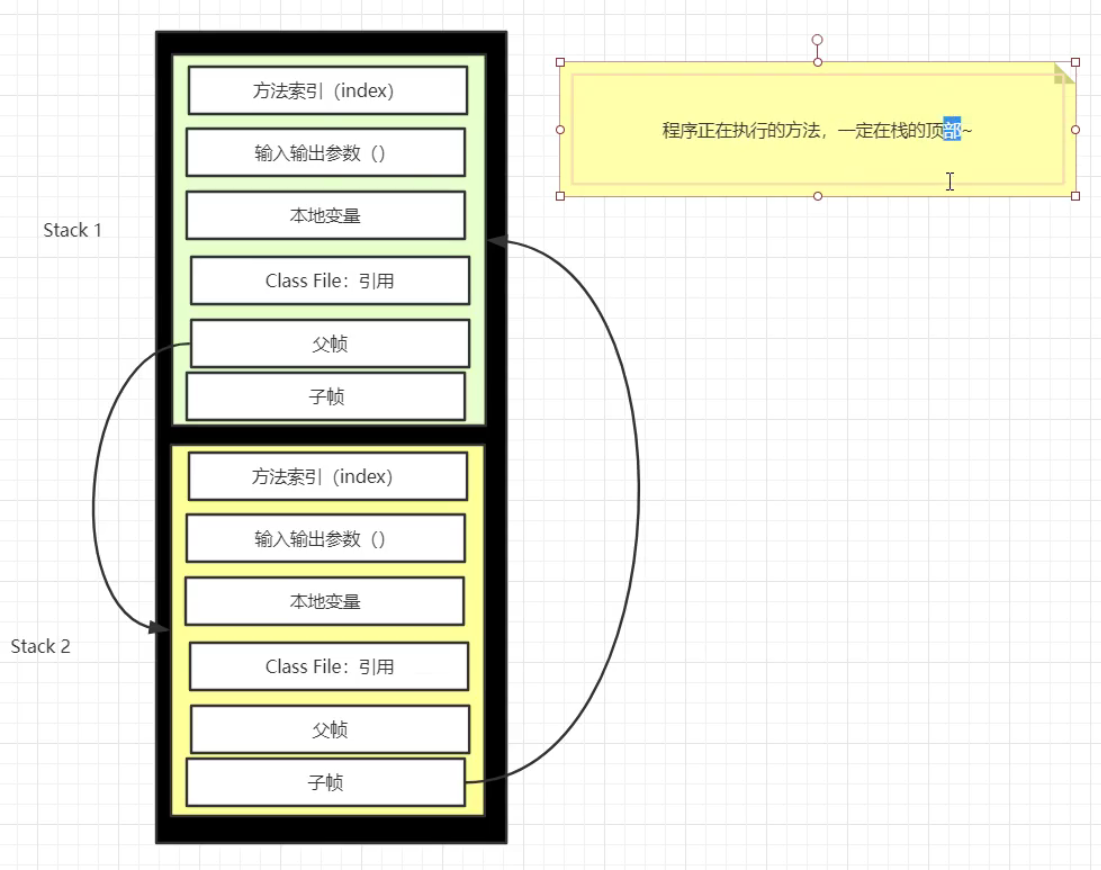 方法索引（index）
程序正在执行的方法，一定在栈的顶部~
输入输出参数（）
本地变量
Stack 1
Class File：引用
父帧
子帧
方法索引（index）
输入输出参数（）
本地变量
Stack 2
Class File：引用
父帧
子帧